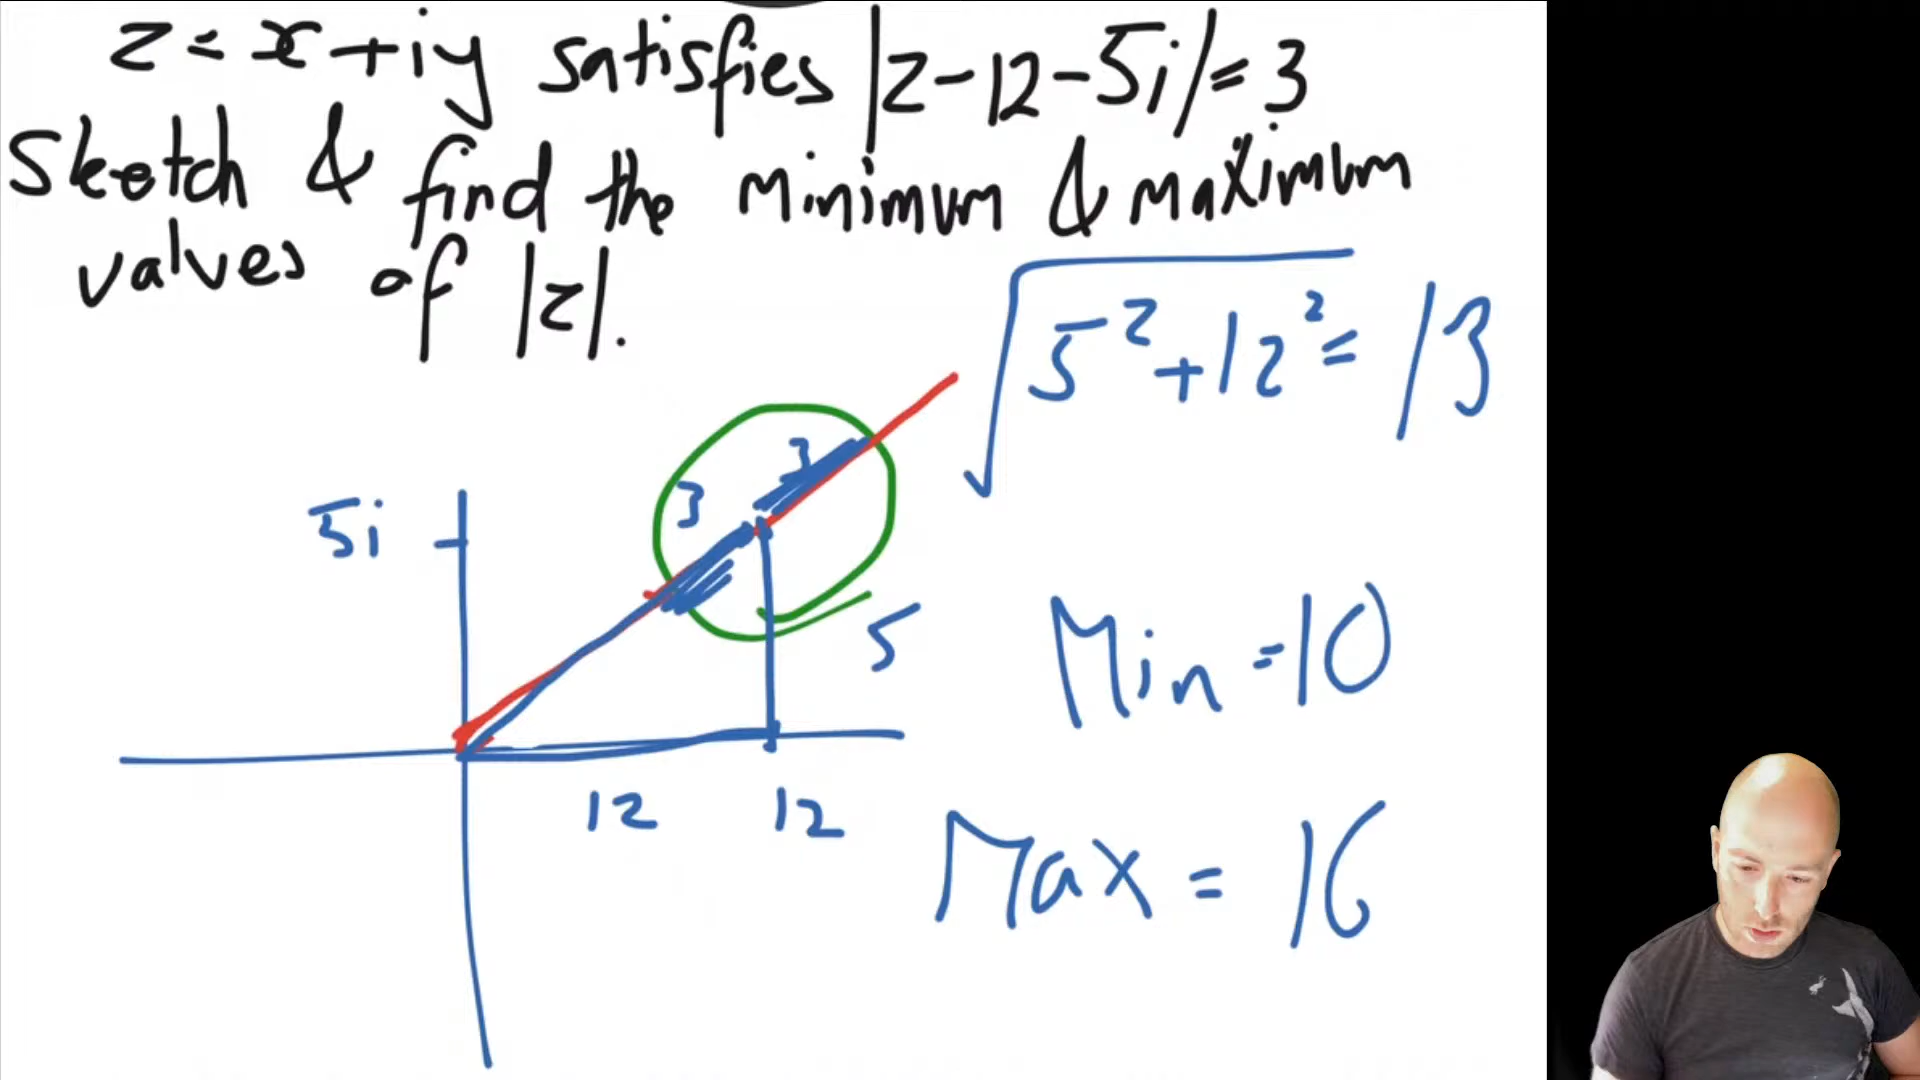 z = x + iy satisfies |z - 12 - 5i| = 3
Sketch & find the minimum & maximum
values of |z|.
√5² + 12² = 13
3
3
5i
5
Min = 10
12 12
Max = 16